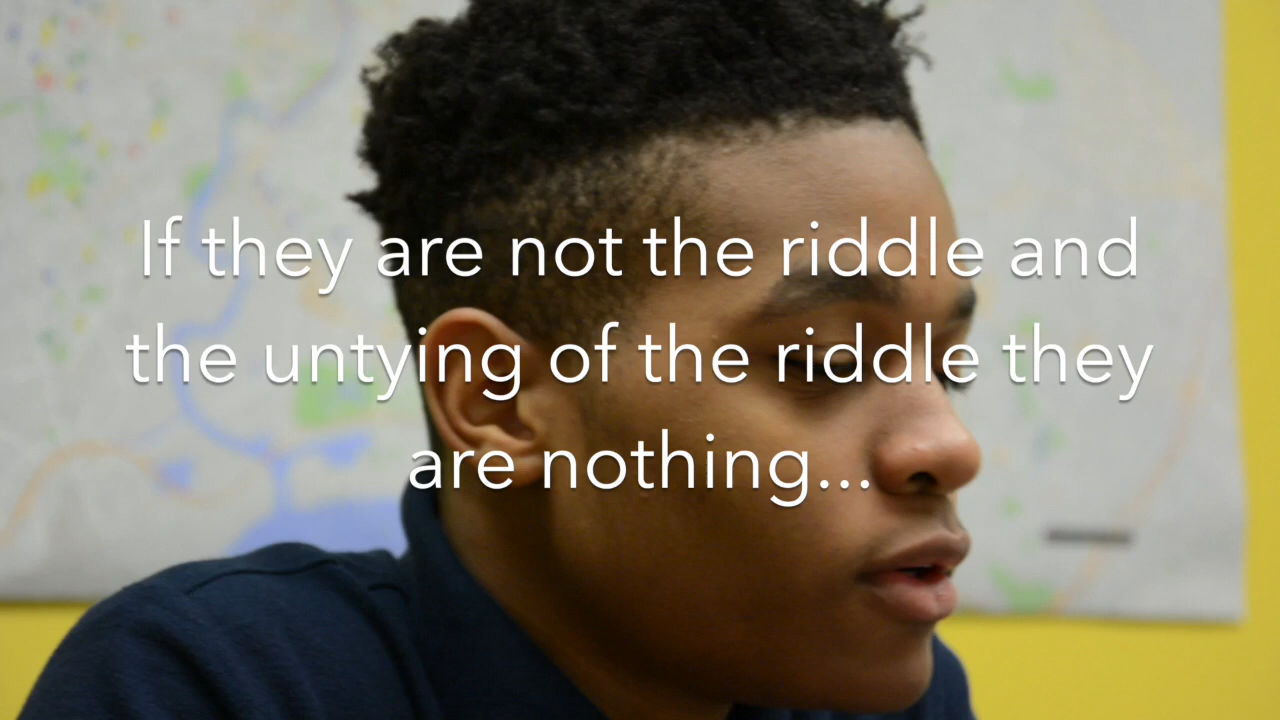 If they are not the riddle and
the untying of the riddle they
are nothing...